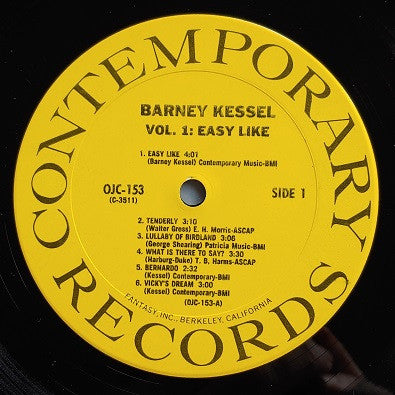 CONTEMPORARY
BARNEY KESSEL
VOL. 1: EASY LIKE
1. EASY LIKE 4:01
(Barney Kessel) Contemporary Music-BMI
OJC-153
(C-3511)
SIDE 1
2. TENDERLY 3:10
(Walter Gross) E. H. Morris-ASCAP
3. LULLABY OF BIRDLAND 3:06
(George Shearing) Patricia Music-BMI
4. WHAT IS THERE TO SAY? 3:30
(Harburg-Duke) T. B. Harms-ASCAP
5. BERNARDO 2:32
(Kessel) Contemporary-BMI
6. VICKY'S DREAM 3:00
(Kessel) Contemporary-BMI
(OJC-153-A)
FANTASY, INC., BERKELEY, CALIFORNIA
RECORDS